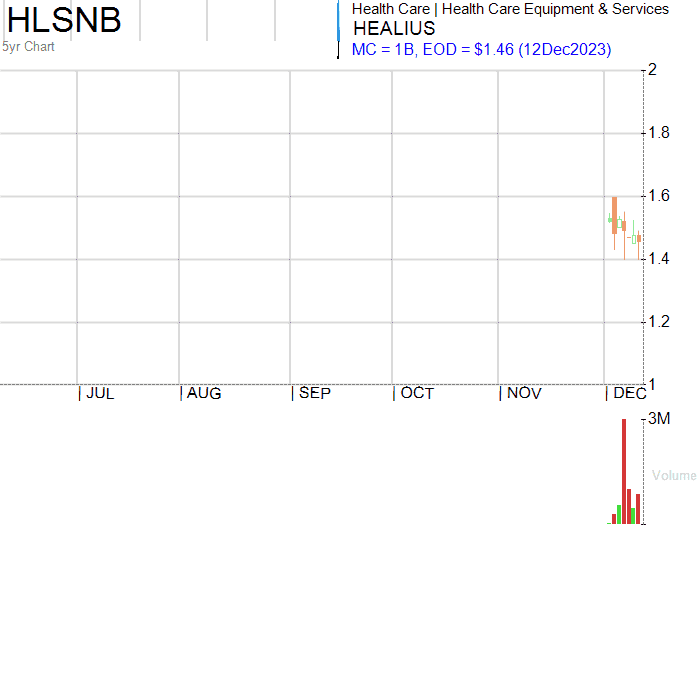 HLSNB
5yr Chart
Health Care | Health Care Equipment & Services
HEALIUS
MC = 1B, EOD = $1.46 (12Dec2023)
2
1.8
1.6
1.4
1.2
1
| JUL | AUG | SEP | OCT | NOV | DEC
3M
Volume